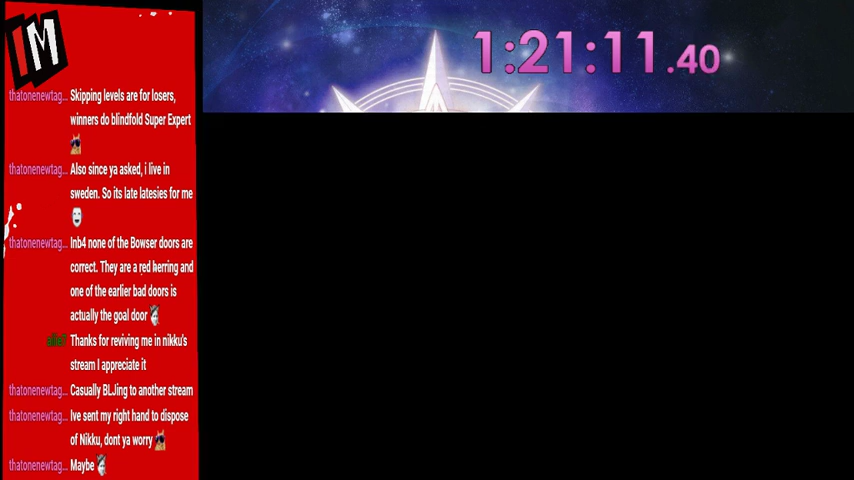 IM
1:21:11.40
thatonenewtag... Skipping levels are for losers,
winners do blindfold Super Expert
thatonenewtag... Also since ya asked, i live in
sweden. So its late latesies for me
thatonenewtag... Inb4 none of the Bowser doors are
correct. They are a red herring and
one of the earlier bad doors is
actually the goal door
Thanks for reviving me in nikku's
stream I appreciate it
thatonenewtag... Casually BLJing to another stream
thatonenewtag... Ive sent my right hand to dispose
of Nikku, dont ya worry
thatonenewtag... Maybe